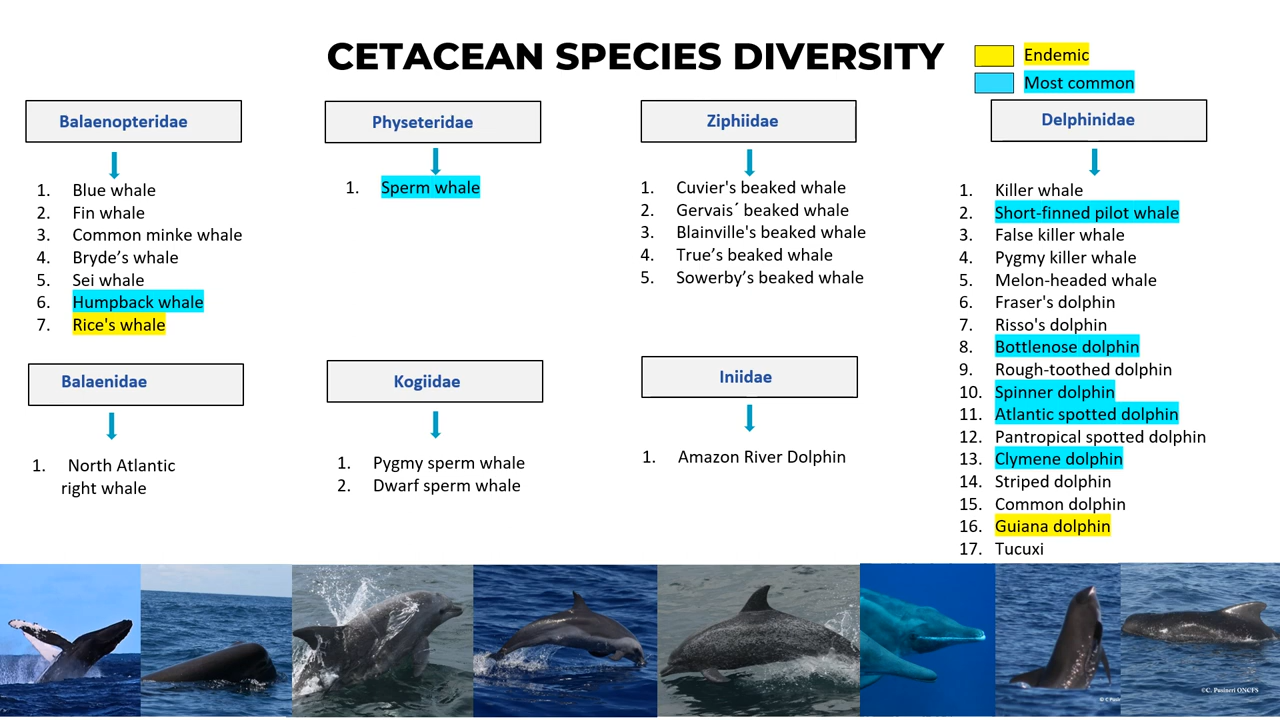 CETACEAN SPECIES DIVERSITY
Endemic
Most common
Balaenopteridae
1. Blue whale
2. Fin whale
3. Common minke whale
4. Bryde’s whale
5. Sei whale
6. Humpback whale
7. Rice's whale
Physeteridae
1. Sperm whale
Ziphiidae
1. Cuvier's beaked whale
2. Gervais´ beaked whale
3. Blainville's beaked whale
4. True’s beaked whale
5. Sowerby’s beaked whale
Delphinidae
1. Killer whale
2. Short-finned pilot whale
3. False killer whale
4. Pygmy killer whale
5. Melon-headed whale
6. Fraser's dolphin
7. Risso's dolphin
8. Bottlenose dolphin
9. Rough-toothed dolphin
10. Spinner dolphin
11. Atlantic spotted dolphin
12. Pantropical spotted dolphin
13. Clymene dolphin
14. Striped dolphin
15. Common dolphin
16. Guiana dolphin
17. Tucuxi
Balaenidae
1. North Atlantic
right whale
Kogiidae
1. Pygmy sperm whale
2. Dwarf sperm whale
Iniidae
1. Amazon River Dolphin
©C. Pusineri ONCFS